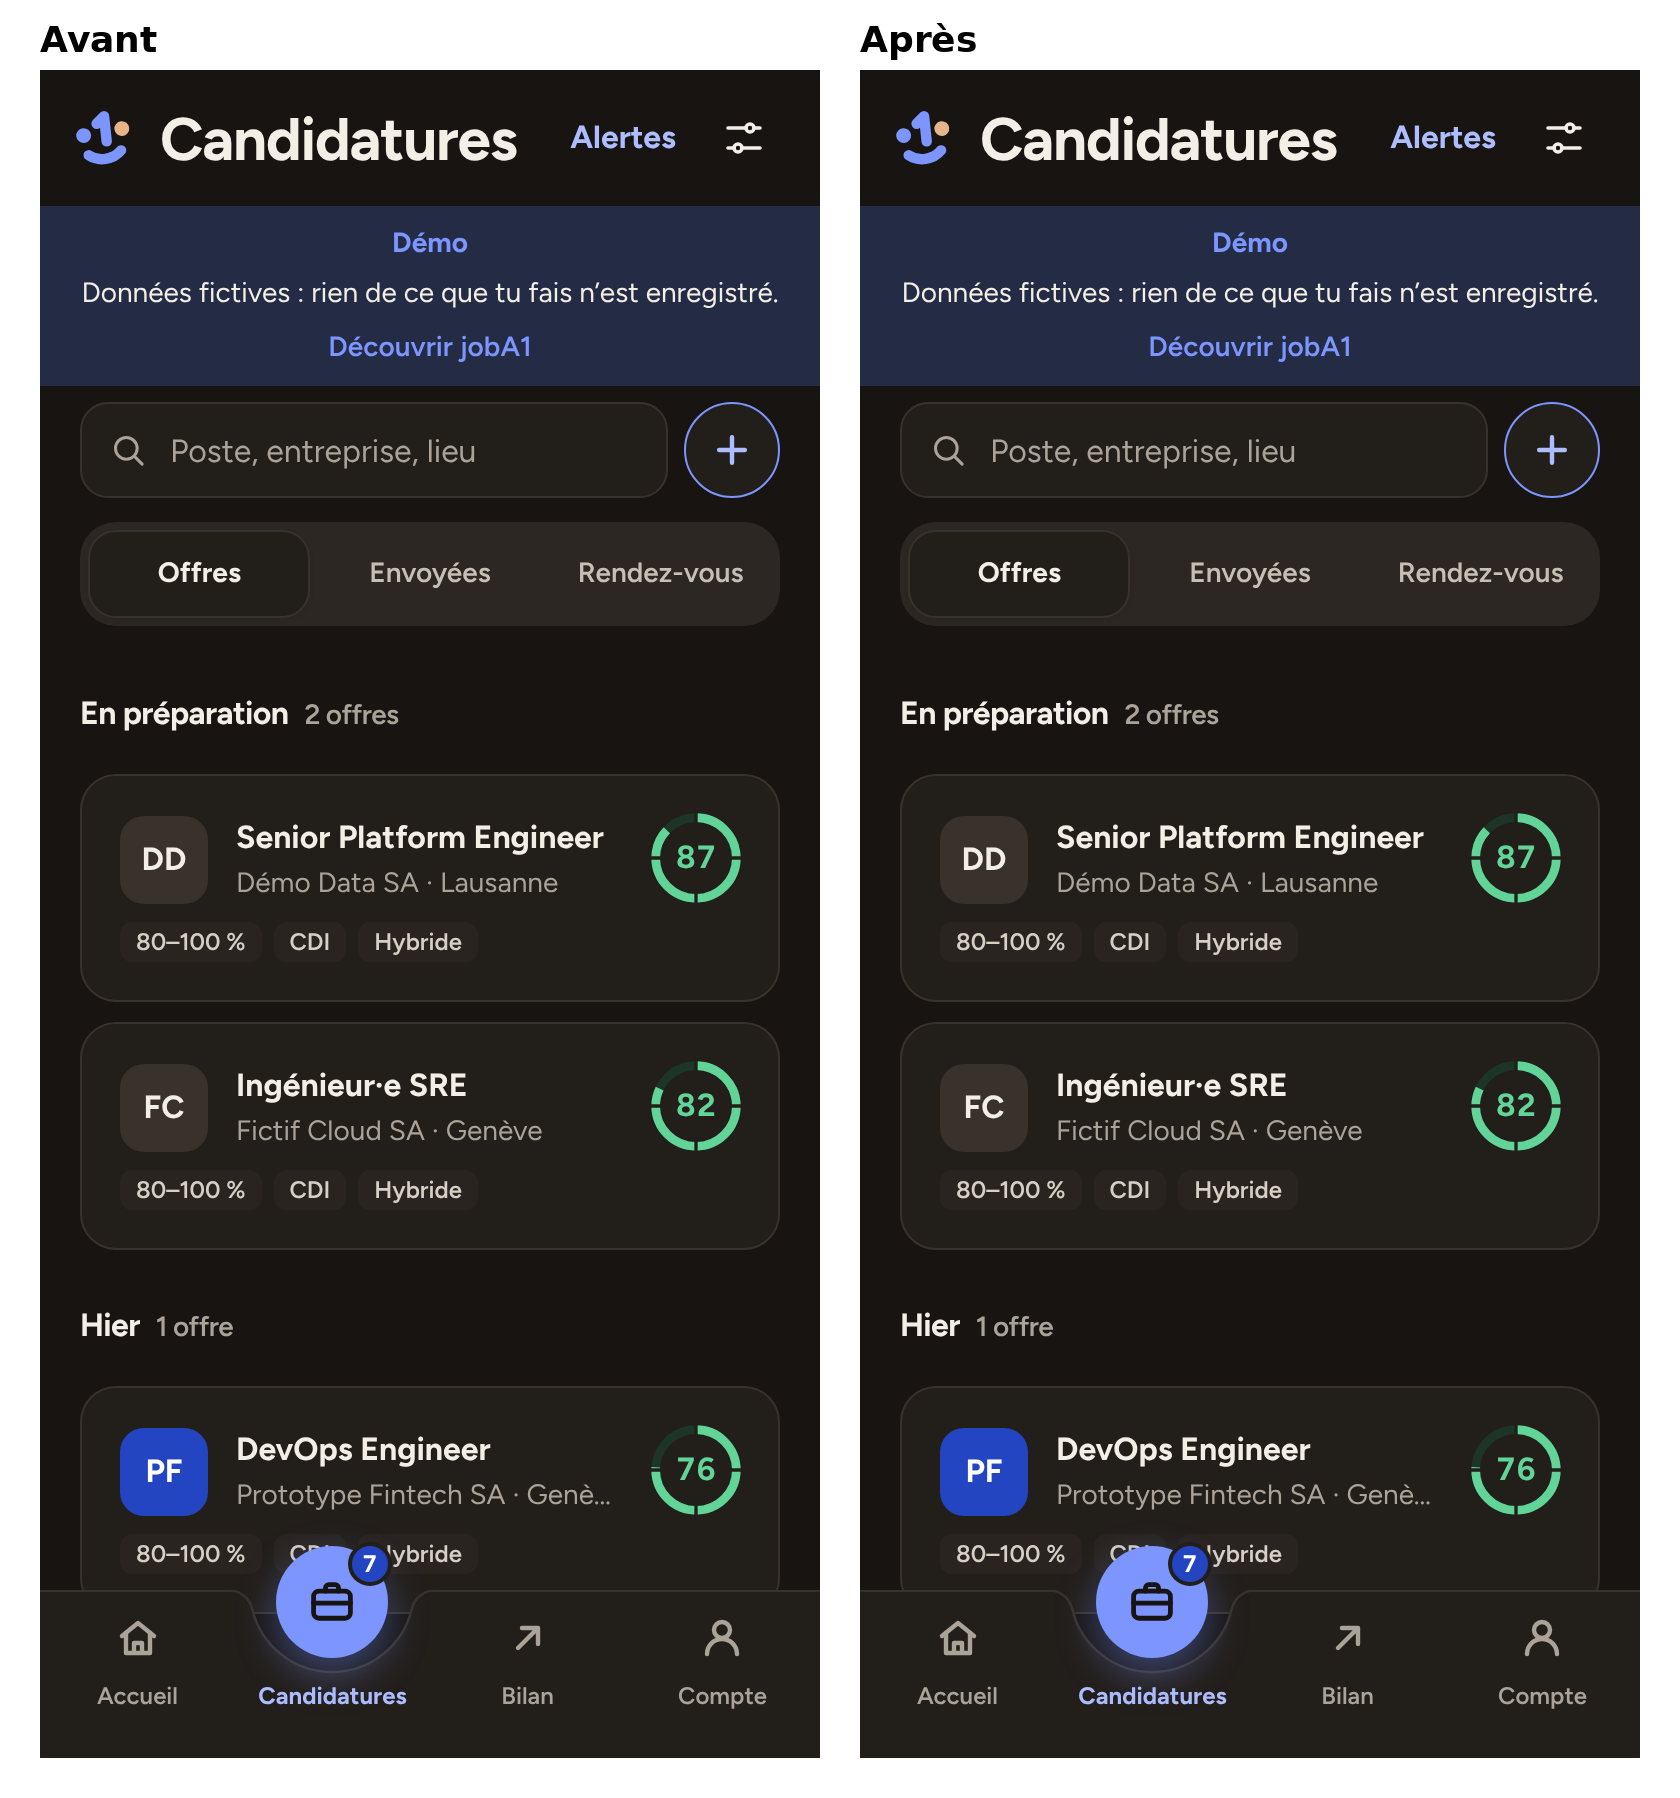 Avant
Candidatures Alertes
Démo
Données fictives : rien de ce que tu fais n’est enregistré.
Découvrir jobA1
Poste, entreprise, lieu
Offres Envoyées Rendez-vous
En préparation 2 offres
DD Senior Platform Engineer 87
Démo Data SA · Lausanne
80–100 % CDI Hybride
FC Ingénieur·e SRE 82
Fictif Cloud SA · Genève
80–100 % CDI Hybride
Hier 1 offre
PF DevOps Engineer 76
Prototype Fintech SA · Genè...
80–100 %
7
Accueil Candidatures Bilan Compte
Après
Candidatures Alertes
Démo
Données fictives : rien de ce que tu fais n’est enregistré.
Découvrir jobA1
Poste, entreprise, lieu
Offres Envoyées Rendez-vous
En préparation 2 offres
DD Senior Platform Engineer 87
Démo Data SA · Lausanne
80–100 % CDI Hybride
FC Ingénieur·e SRE 82
Fictif Cloud SA · Genève
80–100 % CDI Hybride
Hier 1 offre
PF DevOps Engineer 76
Prototype Fintech SA · Genè...
80–100 %
7
Accueil Candidatures Bilan Compte